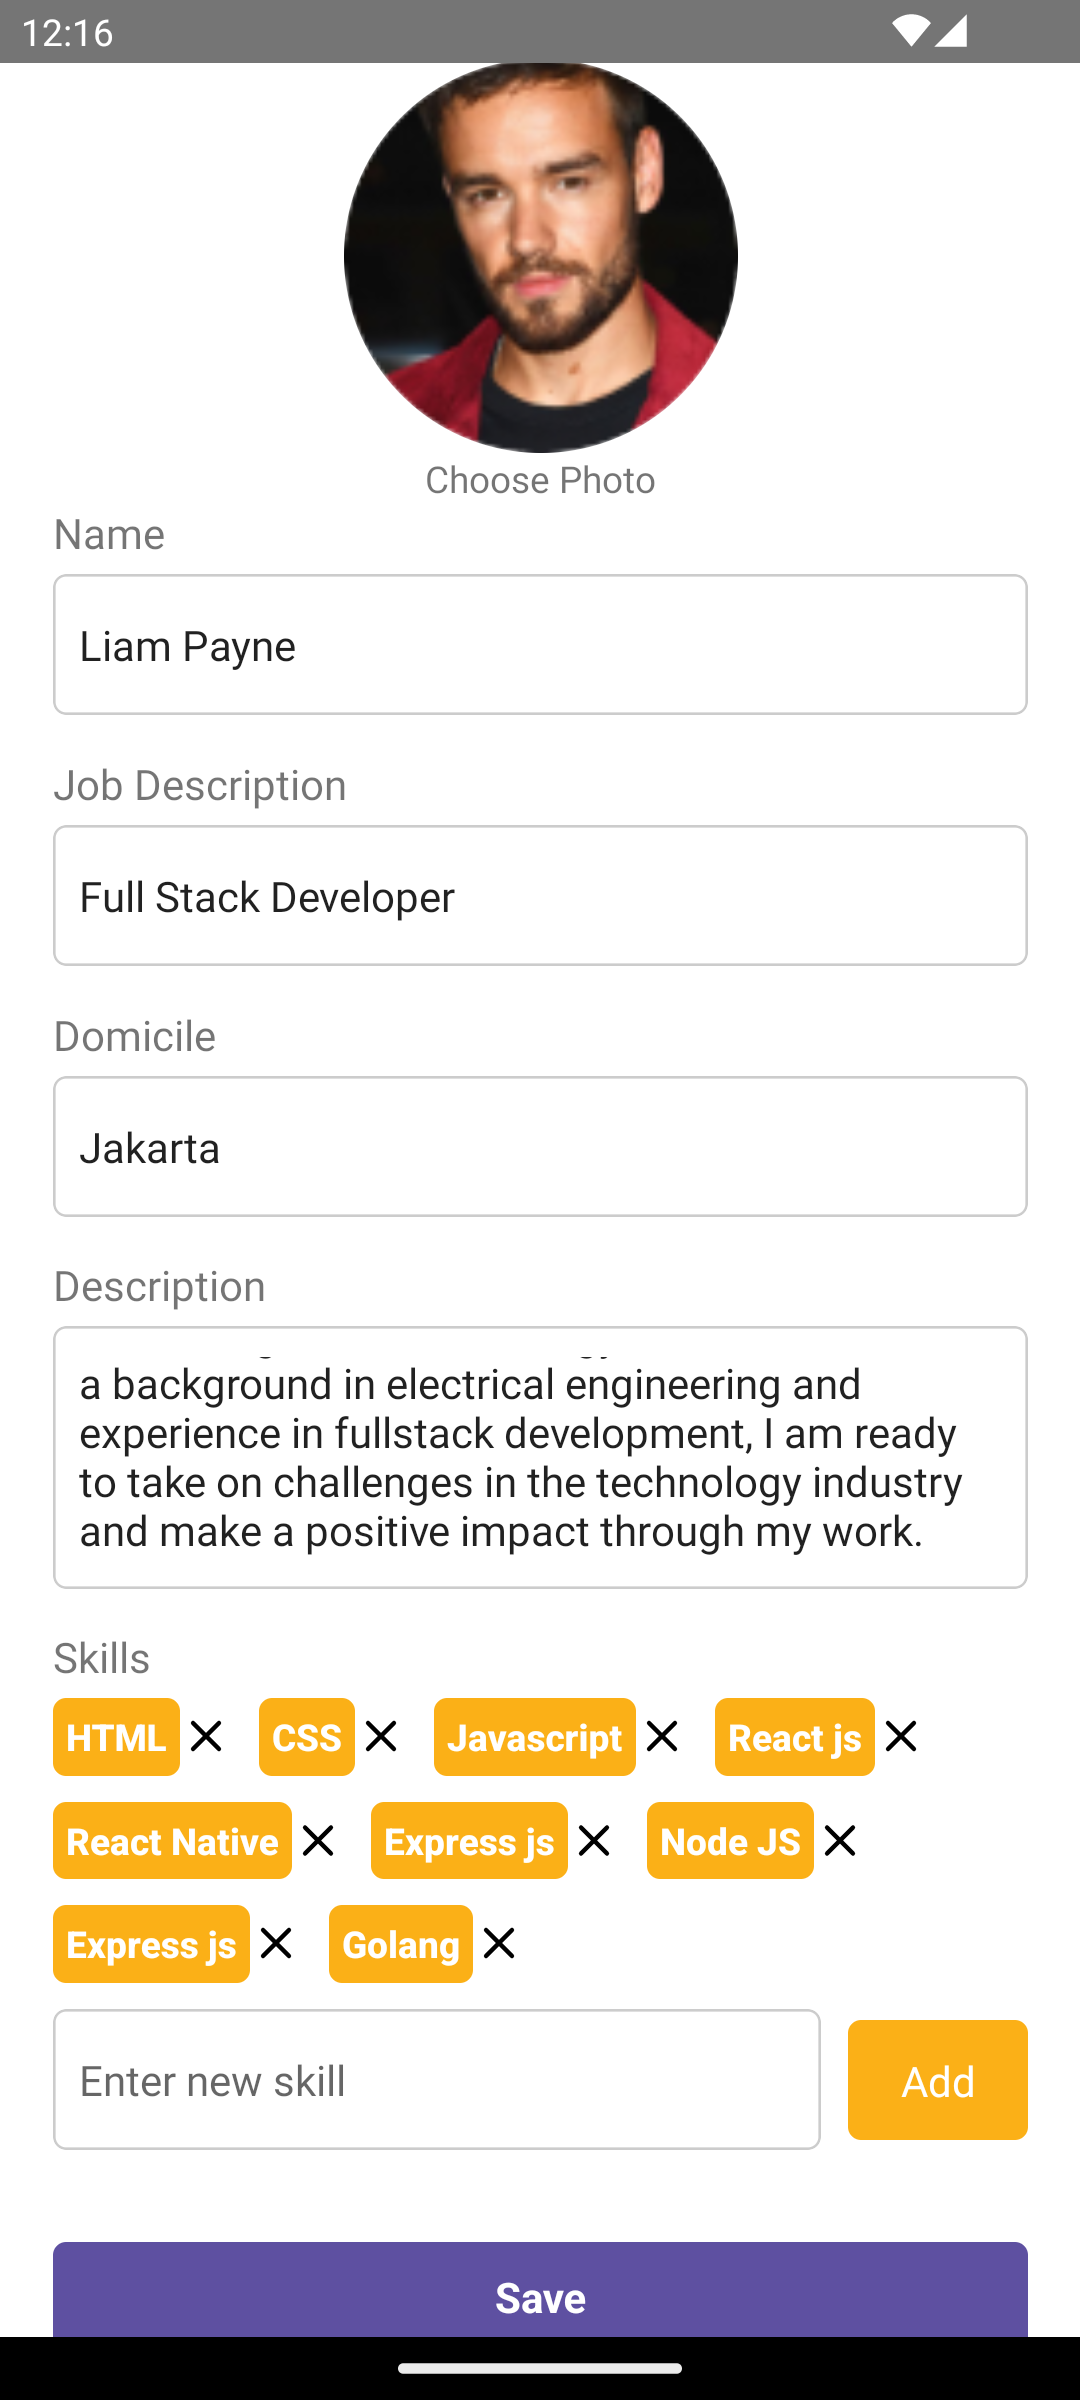 12:16
Choose Photo
Name
Liam Payne
Job Description
Full Stack Developer
Domicile
Jakarta
Description
a background in electrical engineering and
experience in fullstack development, I am ready
to take on challenges in the technology industry
and make a positive impact through my work.
Skills
HTML CSS Javascript React js
React Native Express js Node JS
Express js Golang
Enter new skill Add
Save